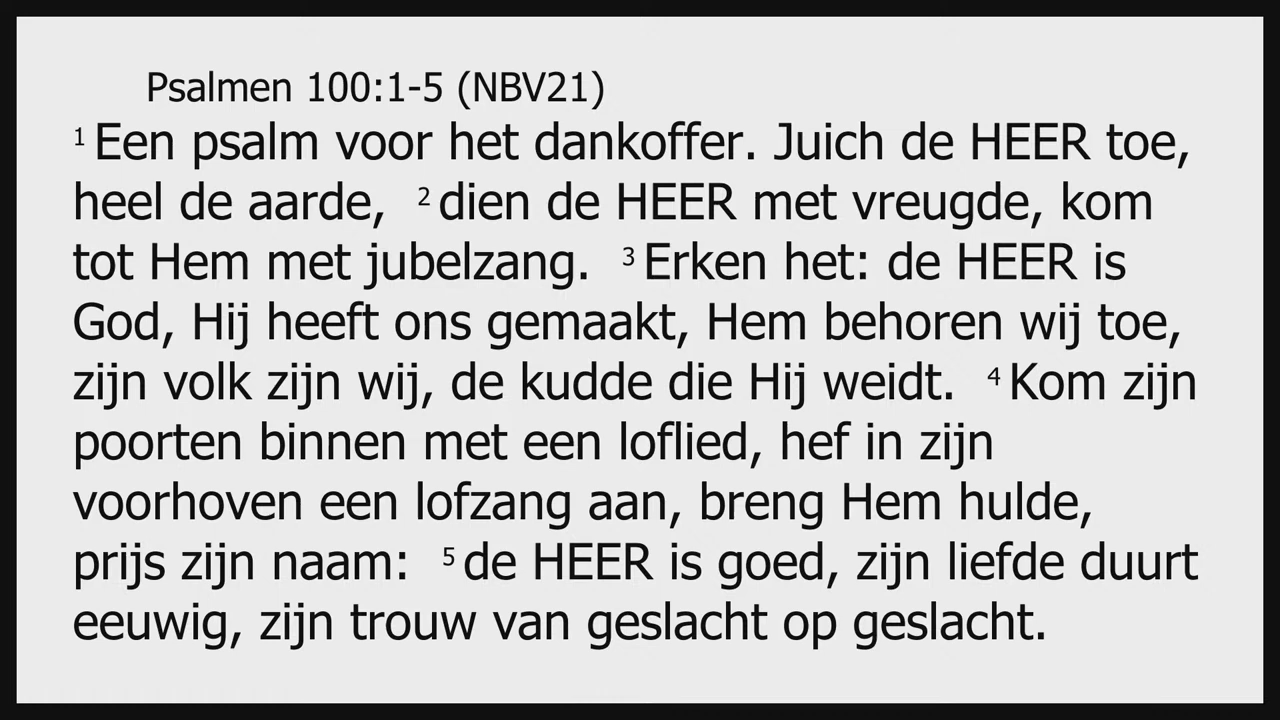 Psalmen 100:1-5 (NBV21)
1 Een psalm voor het dankoffer. Juich de HEER toe,
heel de aarde, 2 dien de HEER met vreugde, kom
tot Hem met jubelzang. 3 Erken het: de HEER is
God, Hij heeft ons gemaakt, Hem behoren wij toe,
zijn volk zijn wij, de kudde die Hij weidt. 4 Kom zijn
poorten binnen met een loflied, hef in zijn
voorhoven een lofzang aan, breng Hem hulde,
prijs zijn naam: 5 de HEER is goed, zijn liefde duurt
eeuwig, zijn trouw van geslacht op geslacht.